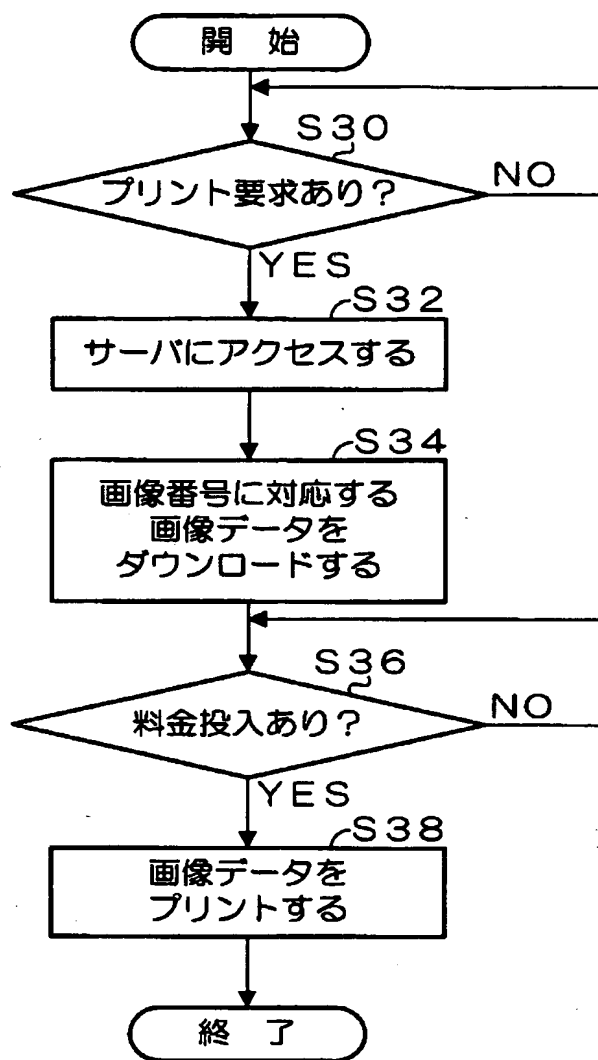 開 始
S30
プリント要求あり?
NO
YES
S32
サーバにアクセスする
S34
画像番号に対応する
画像データを
ダウンロードする
S36
料金投入あり?
NO
YES
S38
画像データを
プリントする
終 了